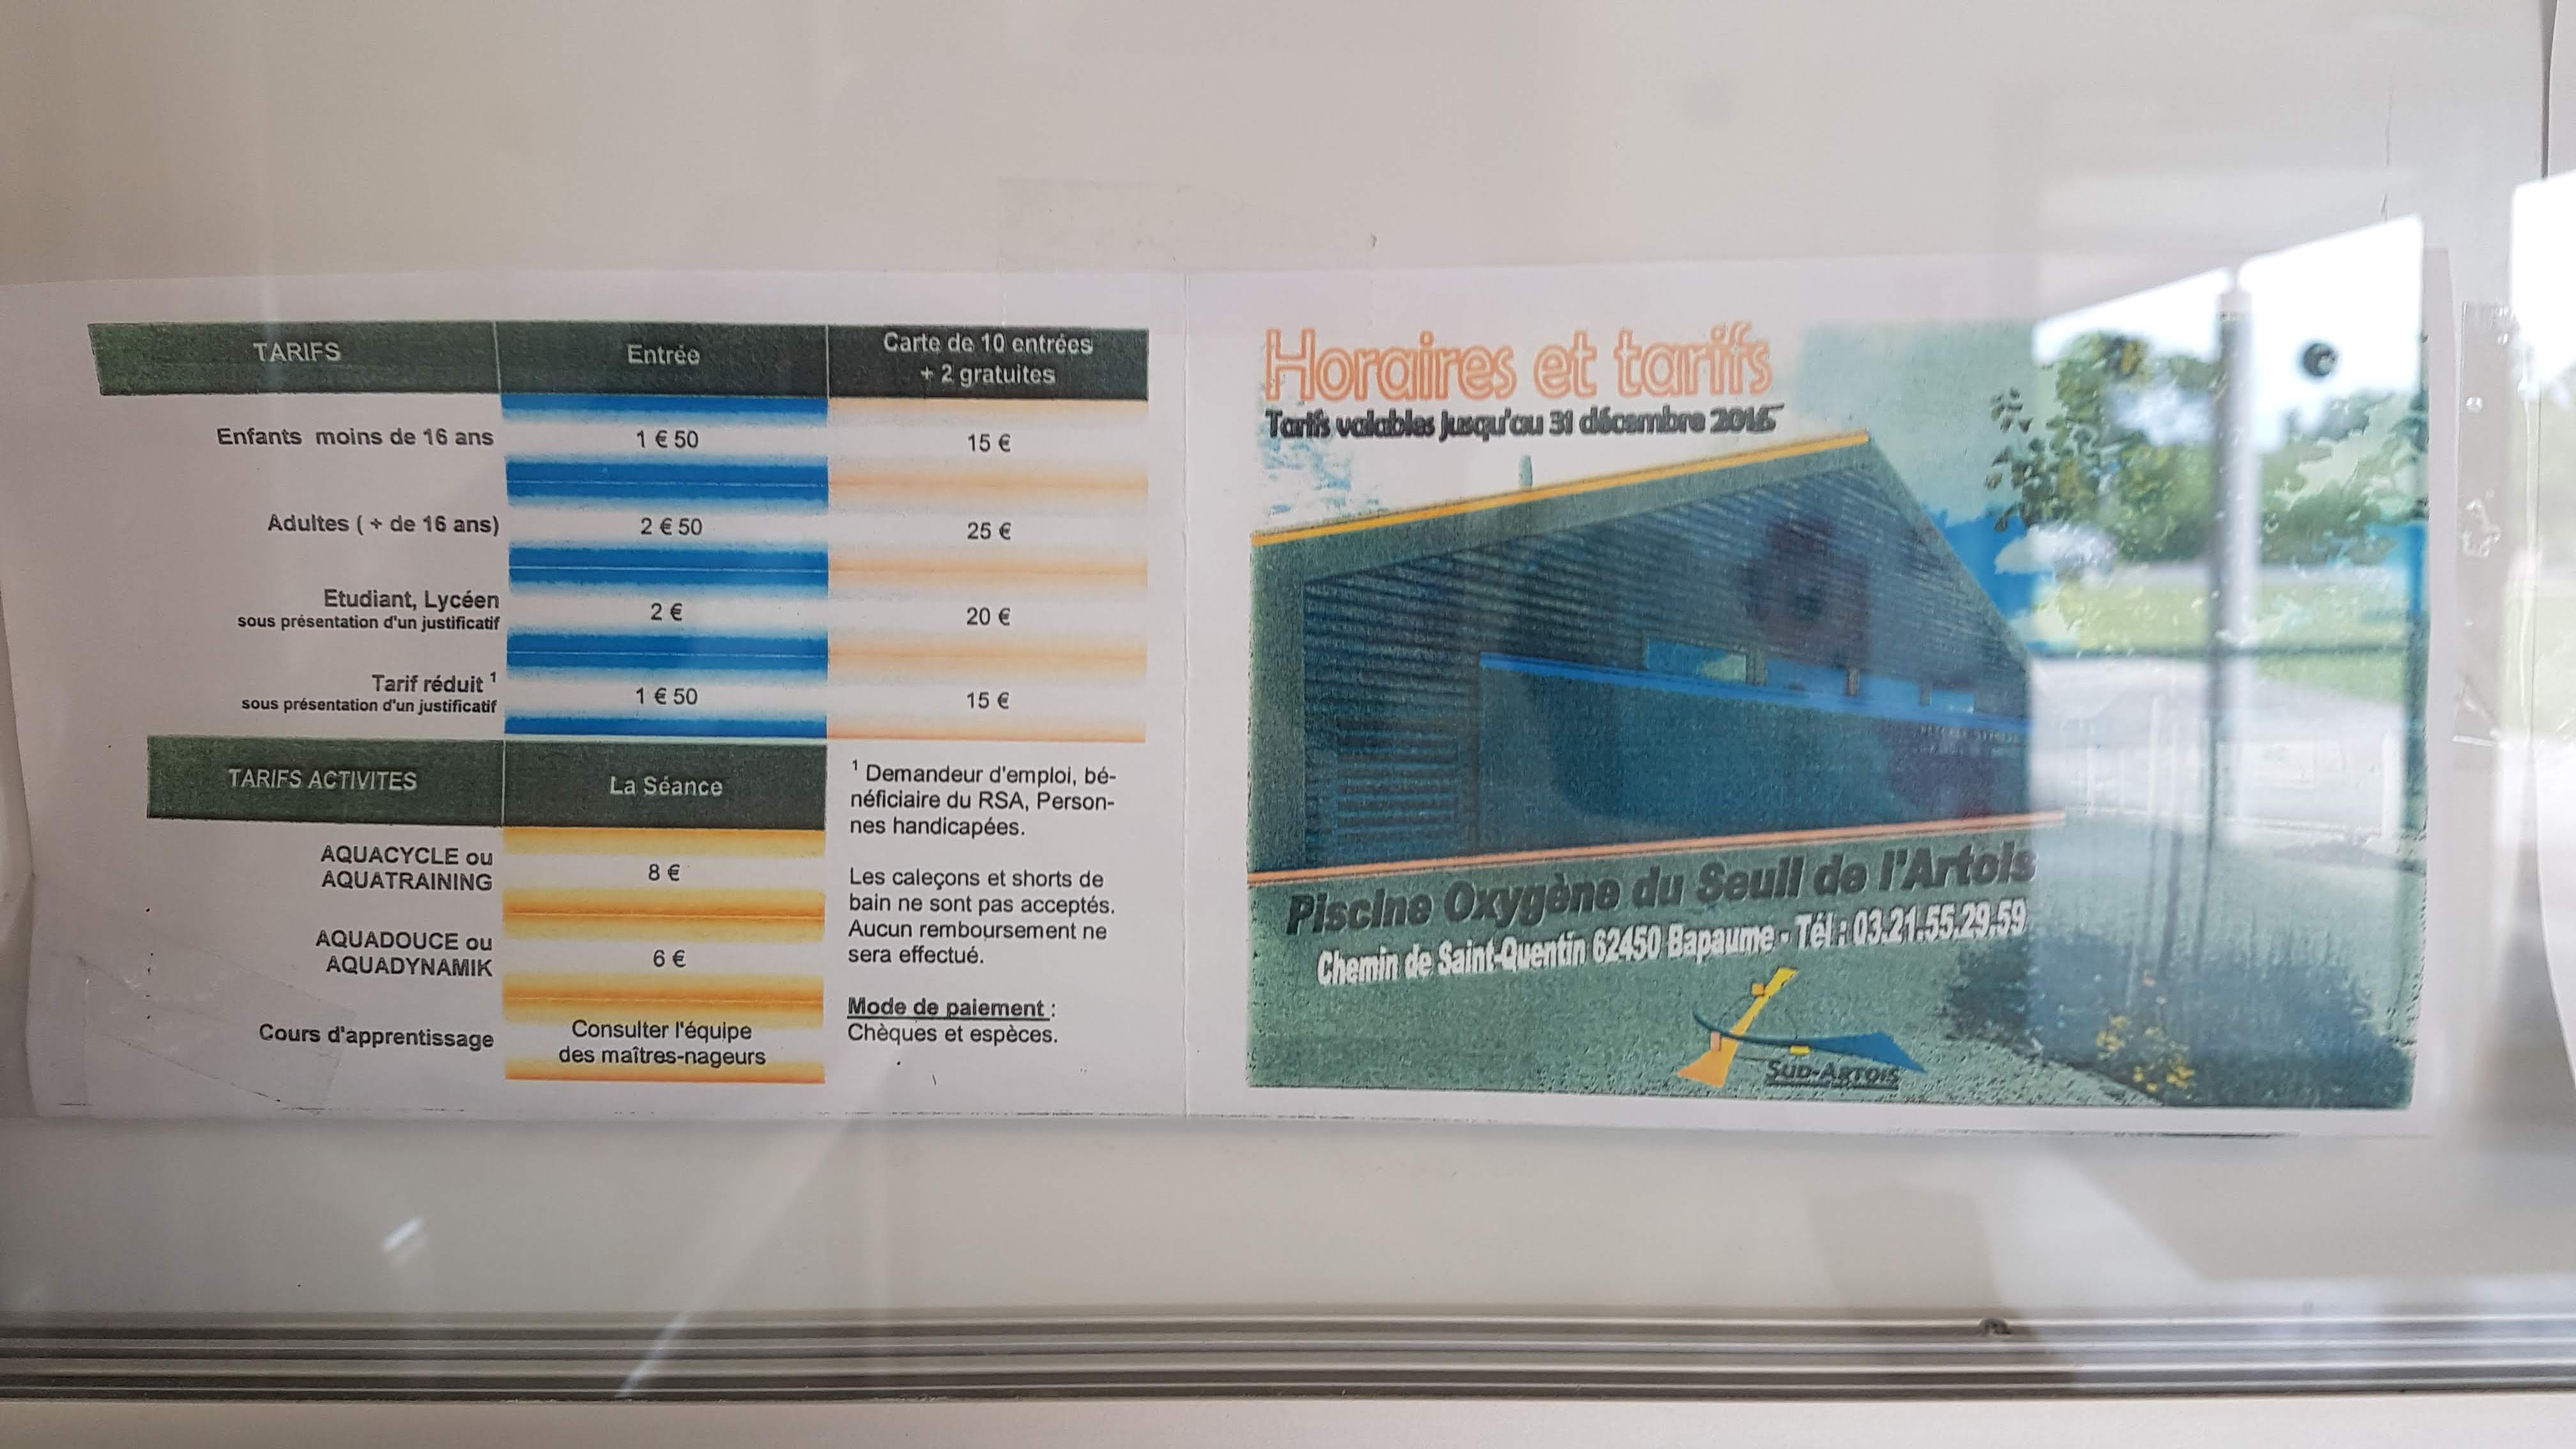 TARIFS Entrée Carte de 10 entrées
+ 2 gratuites
Enfants moins de 16 ans 1 € 50 15 €
Adultes ( + de 16 ans) 2 € 50 25 €
Etudiant, Lycéen
sous présentation d'un justificatif 2 € 20 €
Tarif réduit ¹
sous présentation d'un justificatif 1 € 50 15 €
TARIFS ACTIVITES La Séance
AQUACYCLE ou
AQUATRAINING 8 €
AQUADOUCE ou
AQUADYNAMIK 6 €
Cours d'apprentissage Consulter l'équipe
des maîtres-nageurs
¹ Demandeur d'emploi, bé-
néficiaire du RSA, Person-
nes handicapées.
Les caleçons et shorts de
bain ne sont pas acceptés.
Aucun remboursement ne
sera effectué.
Mode de paiement :
Chèques et espèces.
Horaires et tarifs
Tarifs valables jusqu'au 31 décembre
Piscine Oxygène du Seuil de l'Artois
Chemin de Saint-Quentin 62450 Bapaume - Tél : 03.21.55.29.59
SUD-ARTOIS